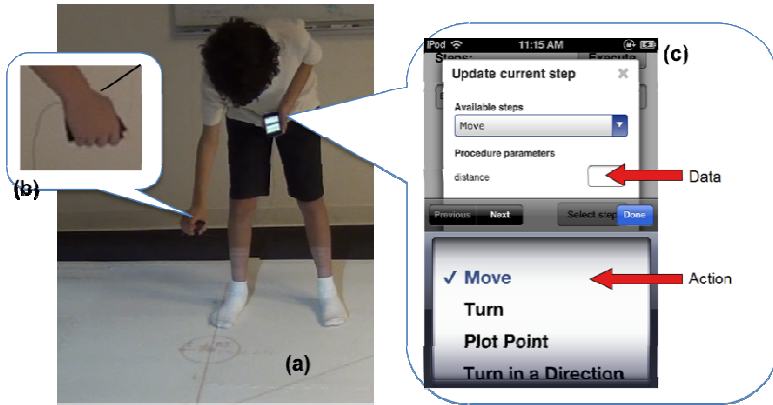 (a)
(b)
(c)
iPod 11:15 AM
Steps: Execute
Update current step
Available steps
Move
Procedure parameters
distance
Data
Previous Next Select step Done
✓ Move
Action
Turn
Plot Point
Turn in a Direction